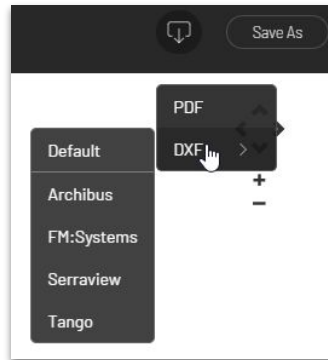 Save As
PDF
DXF
Default
Archibus
FM:Systems
Serraview
Tango